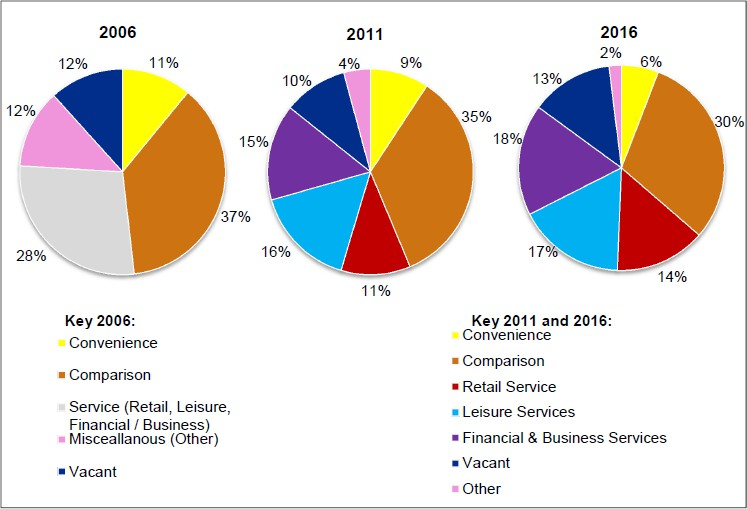 2006
2011
2016
12%
11%
12%
37%
28%
4%
9%
10%
35%
15%
16%
11%
2%
6%
13%
30%
18%
17%
14%
Key 2006:
Convenience
Comparison
Service (Retail, Leisure,
Financial / Business)
Misceallanous (Other)
Vacant
Key 2011 and 2016:
Convenience
Comparison
Retail Service
Leisure Services
Financial & Business Services
Vacant
Other